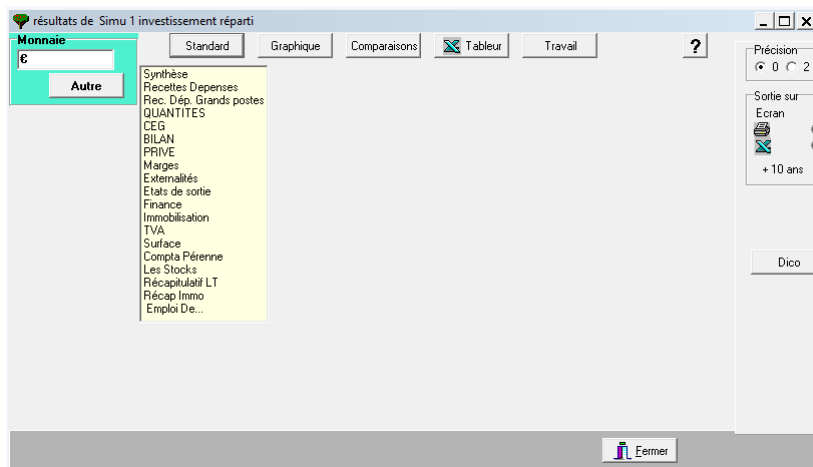 résultats de Simu 1 investissement réparti
Monnaie
€
Autre
Standard
Graphique
Comparaisons
Tableur
Travail
?
Synthèse
Recettes Depenses
Rec. Dép. Grands postes
QUANTITES
CEG
BILAN
PRIVE
Marges
Externalités
Etats de sortie
Finance
Immobilisation
TVA
Surface
Compta Pérenne
Les Stocks
Récapitulatif LT
Récap Immo
Emploi De...
Précision
0 2
Sortie sur
Ecran
+ 10 ans
Dico
Fermer